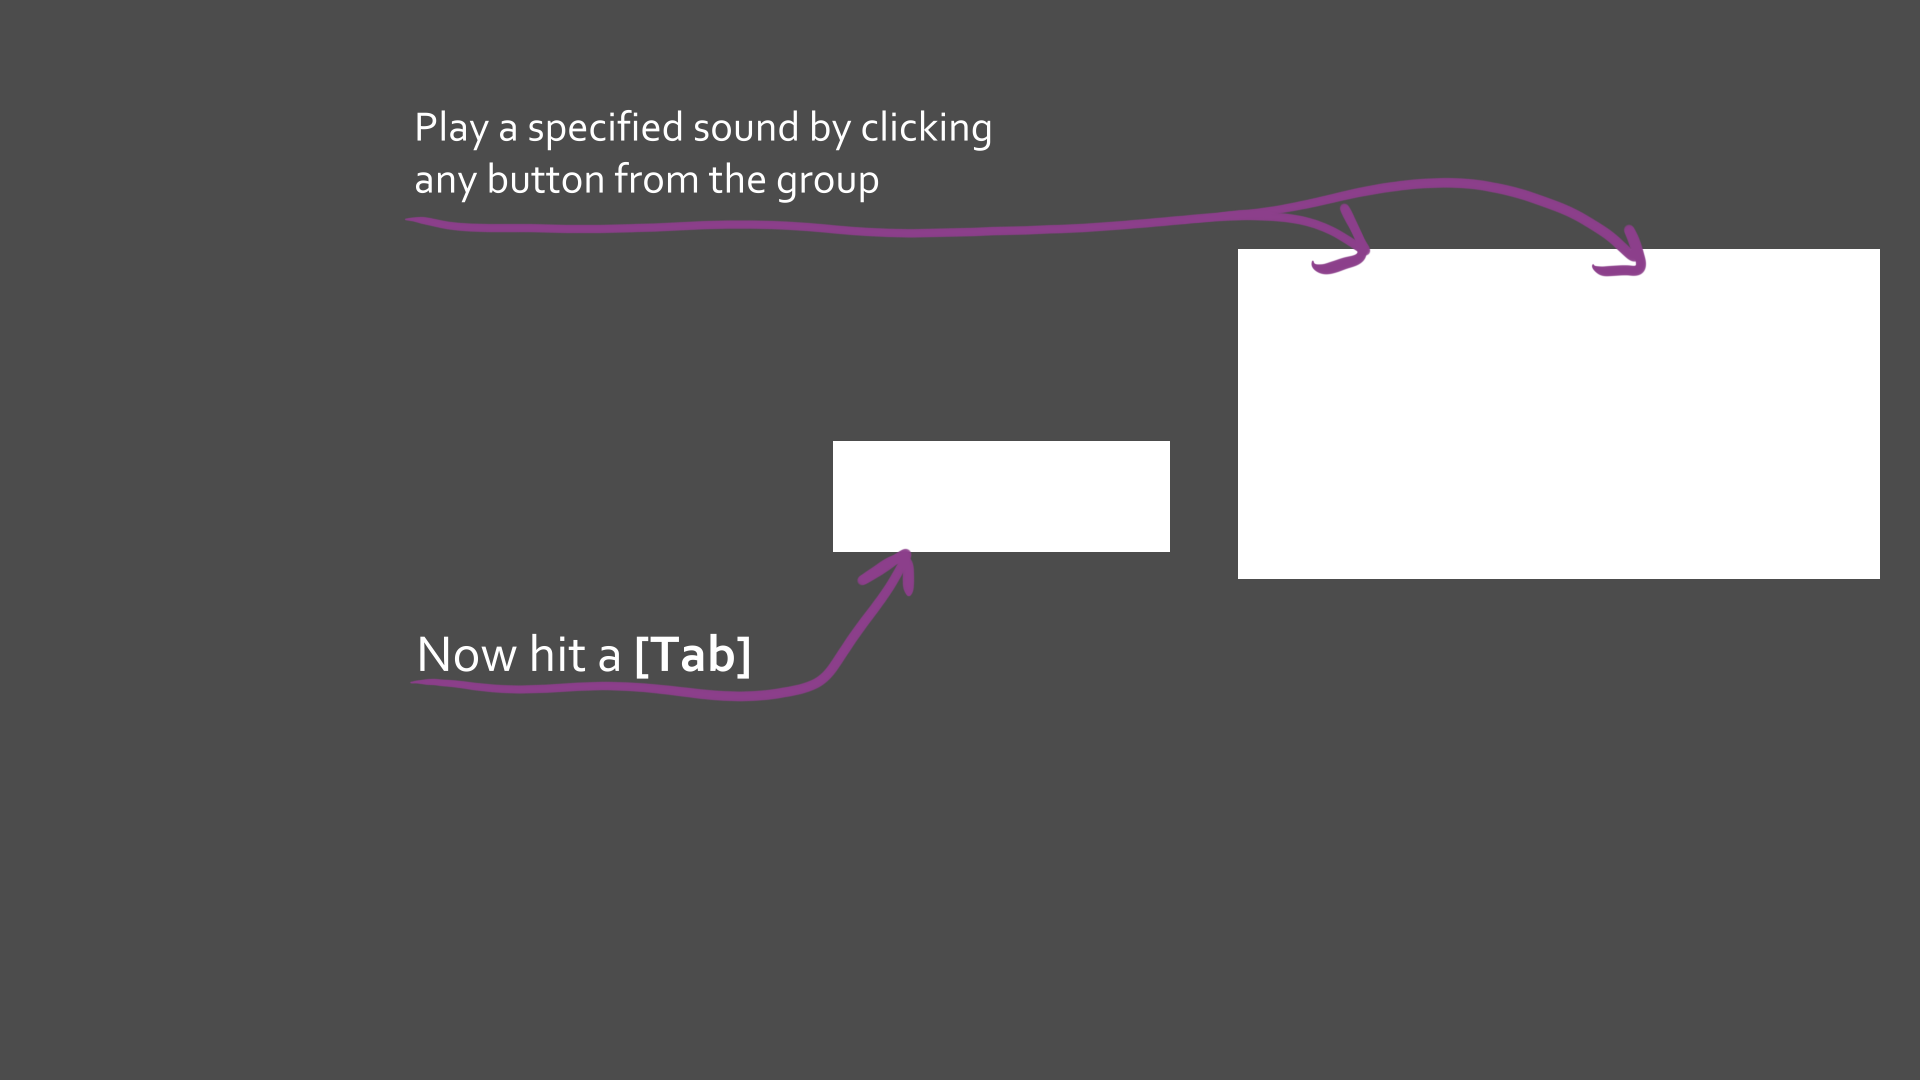 Play a specified sound by clicking
any button from the group
Now hit a [Tab]